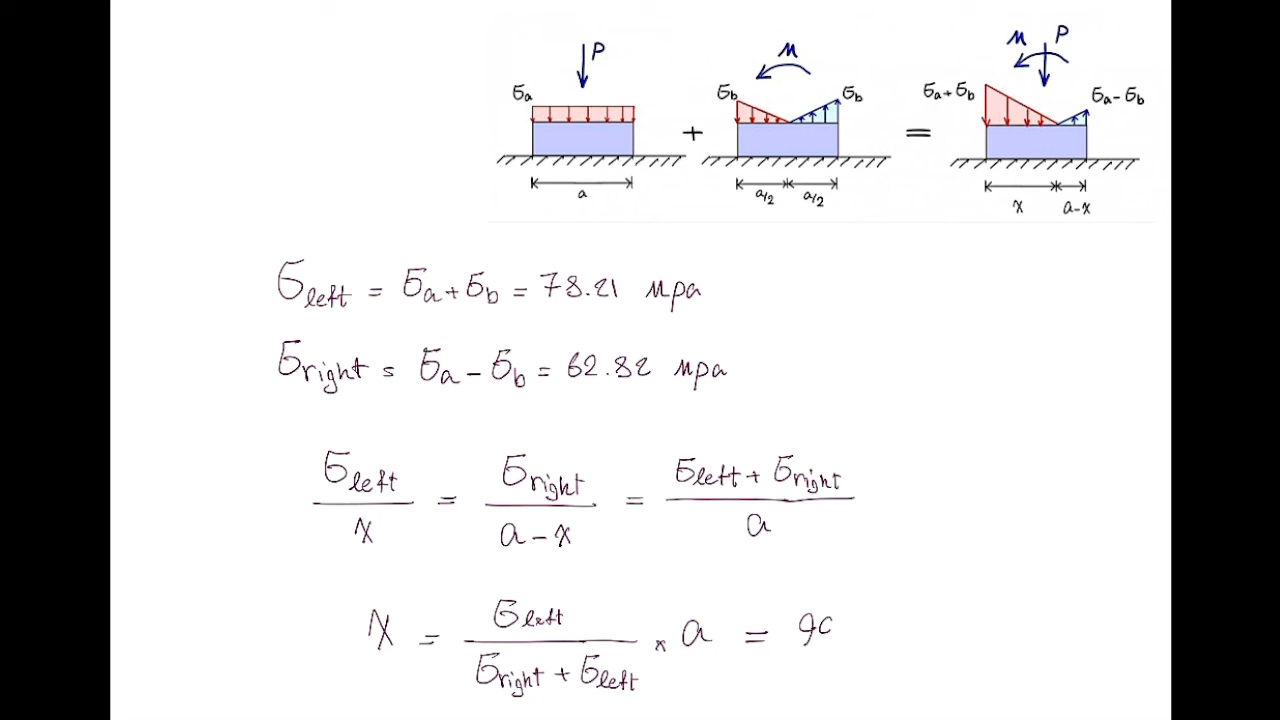 P M M P
σa σb σb σa+σb σa-σb
+ =
a a/2 a/2 x a-x
σleft = σa + σb = 78.21 mpa
σright = σa - σb = 62.82 mpa
σleft / x = σright / a-x = σleft + σright / a
x = σleft / σright + σleft × a = 90